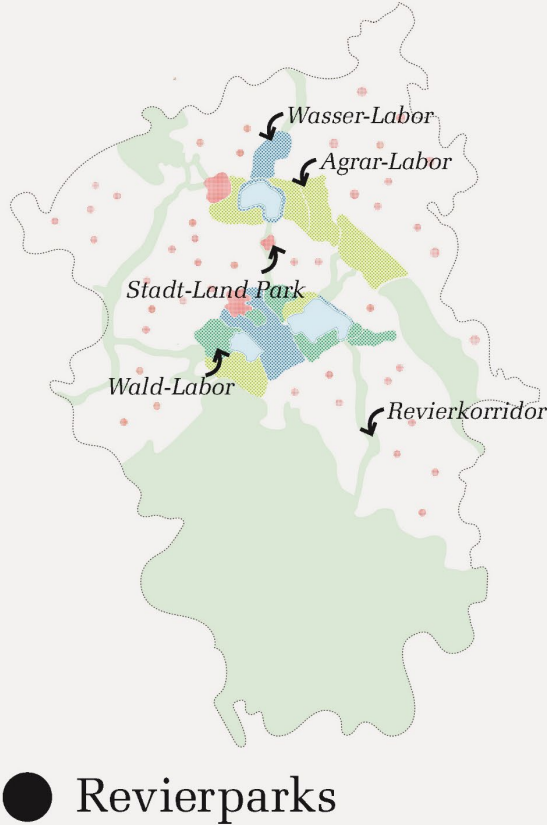 Wasser-Labor
Agrar-Labor
Stadt-Land Park
Wald-Labor
Revierkorridor
Revierparks